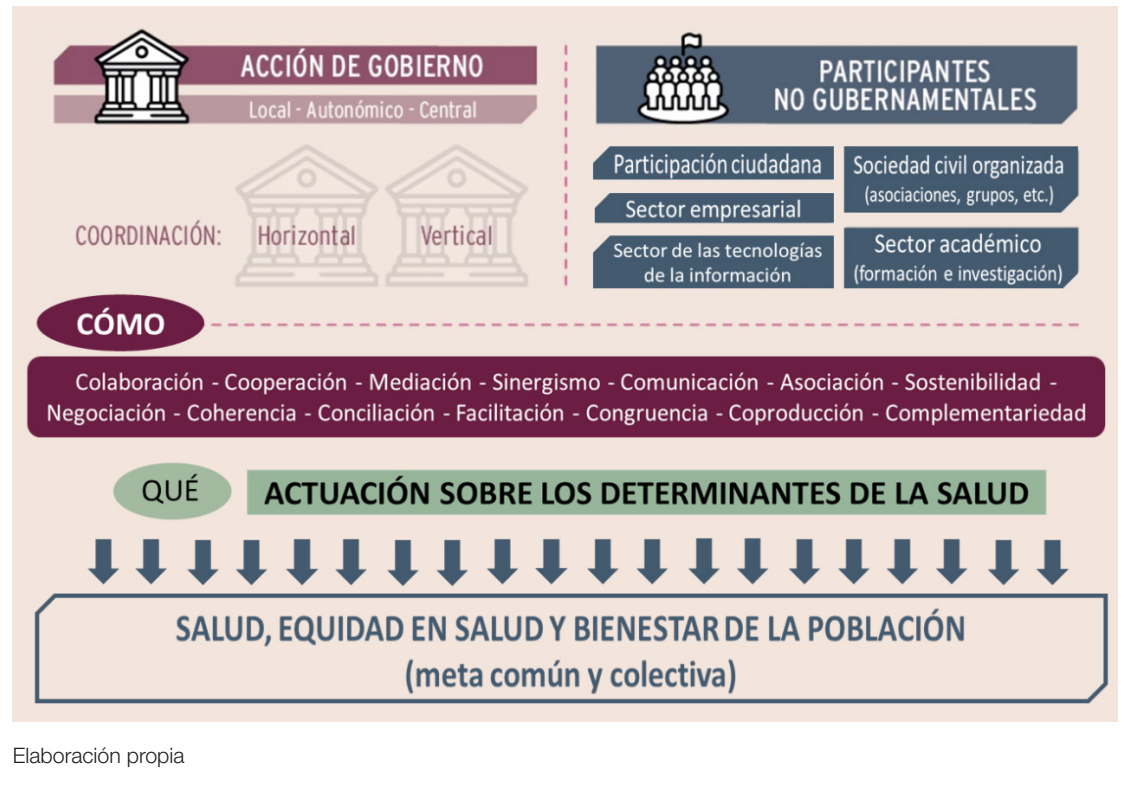 ACCIÓN DE GOBIERNO
Local - Autonómico - Central
COORDINACIÓN:
Horizontal
Vertical
PARTICIPANTES
NO GUBERNAMENTALES
Participación ciudadana
Sector empresarial
Sector de las tecnologías
de la información
Sociedad civil organizada
(asociaciones, grupos, etc.)
Sector académico
(formación e investigación)
CÓMO
Colaboración - Cooperación - Mediación - Sinergismo - Comunicación - Asociación - Sostenibilidad -
Negociación - Coherencia - Conciliación - Facilitación - Congruencia - Coproducción - Complementariedad
QUÉ
ACTUACIÓN SOBRE LOS DETERMINANTES DE LA SALUD
SALUD, EQUIDAD EN SALUD Y BIENESTAR DE LA POBLACIÓN
(meta común y colectiva)
Elaboración propia